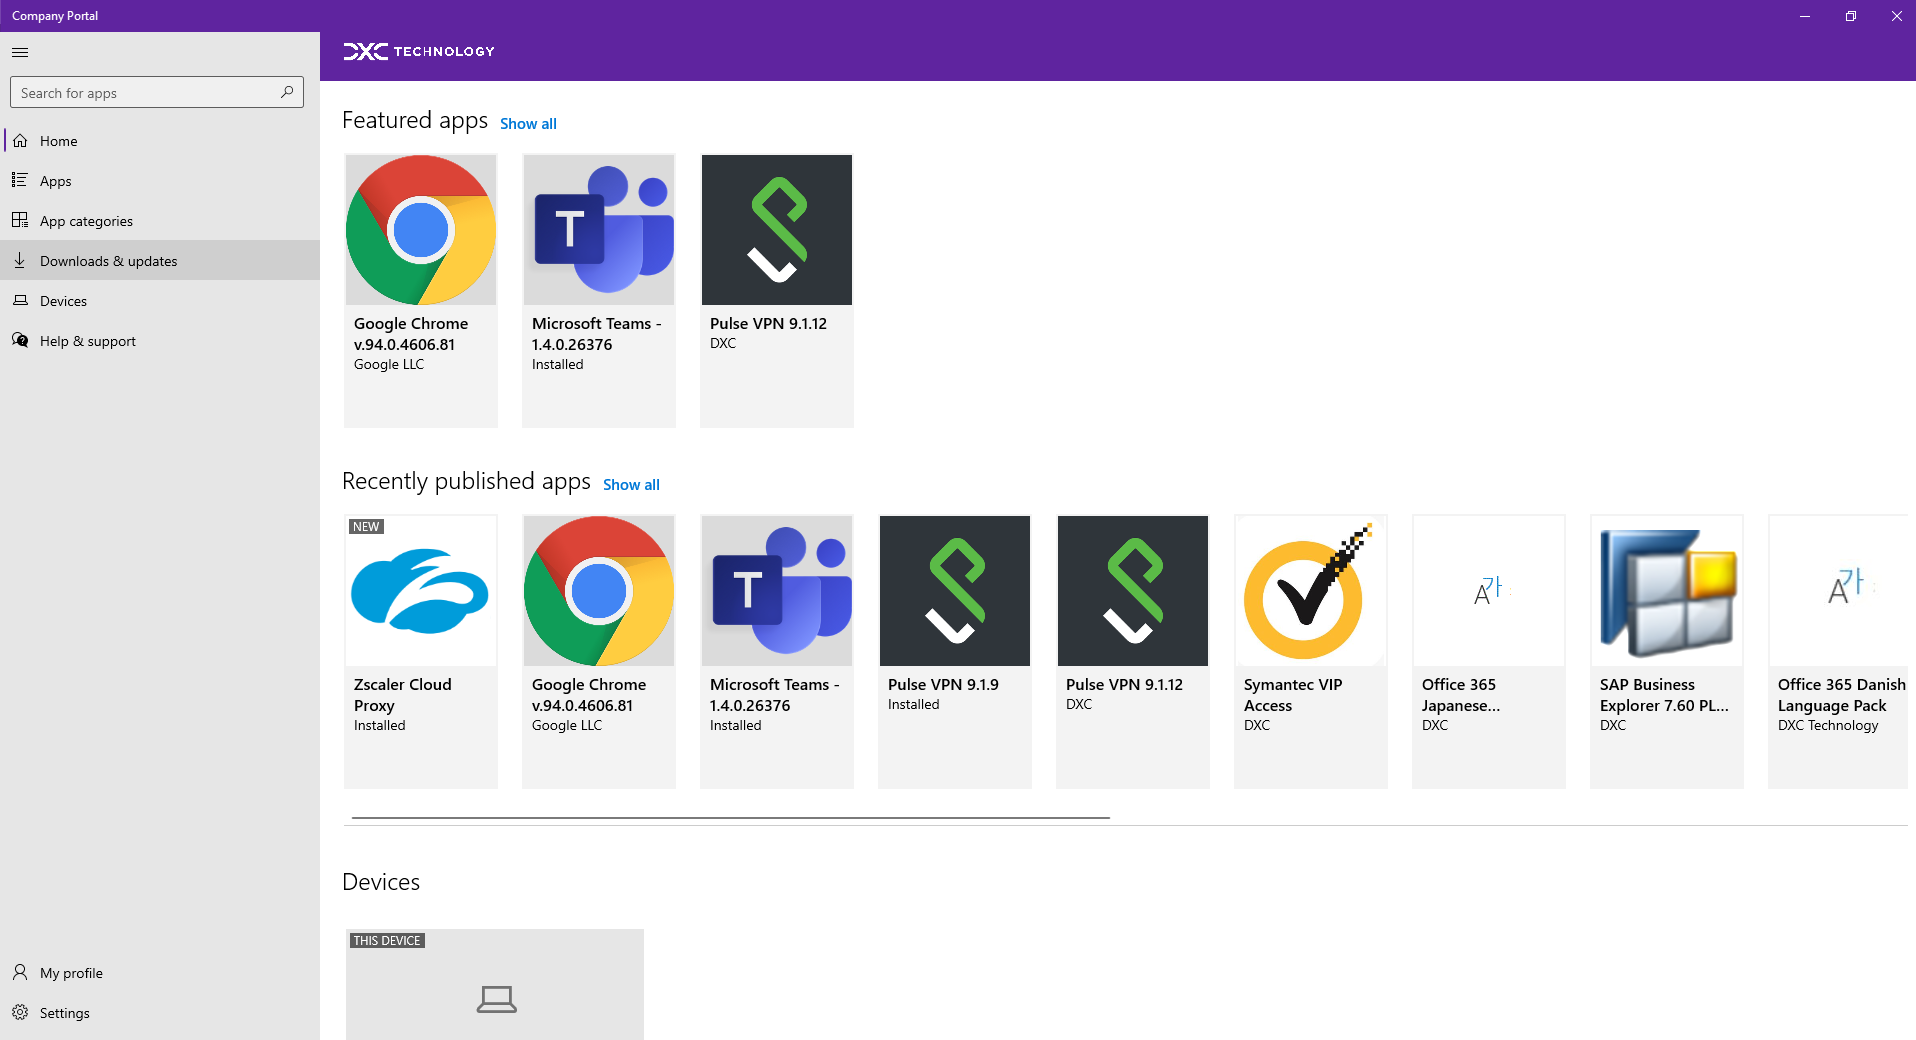 Company Portal
DXC TECHNOLOGY
Search for apps
Home
Apps
App categories
Downloads & updates
Devices
Help & support
My profile
Settings
Featured apps Show all
T
Google Chrome
v.94.0.4606.81
Google LLC
Microsoft Teams -
1.4.0.26376
Installed
Pulse VPN 9.1.12
DXC
Recently published apps Show all
NEW
Zscaler Cloud
Proxy
Installed
Google Chrome
v.94.0.4606.81
Google LLC
T
Microsoft Teams -
1.4.0.26376
Installed
Pulse VPN 9.1.9
Installed
Pulse VPN 9.1.12
DXC
Symantec VIP
Access
DXC
A가
Office 365
Japanese...
DXC
SAP Business
Explorer 7.60 PL...
DXC
A가
Office 365 Danish
Language Pack
DXC Technology
Devices
THIS DEVICE